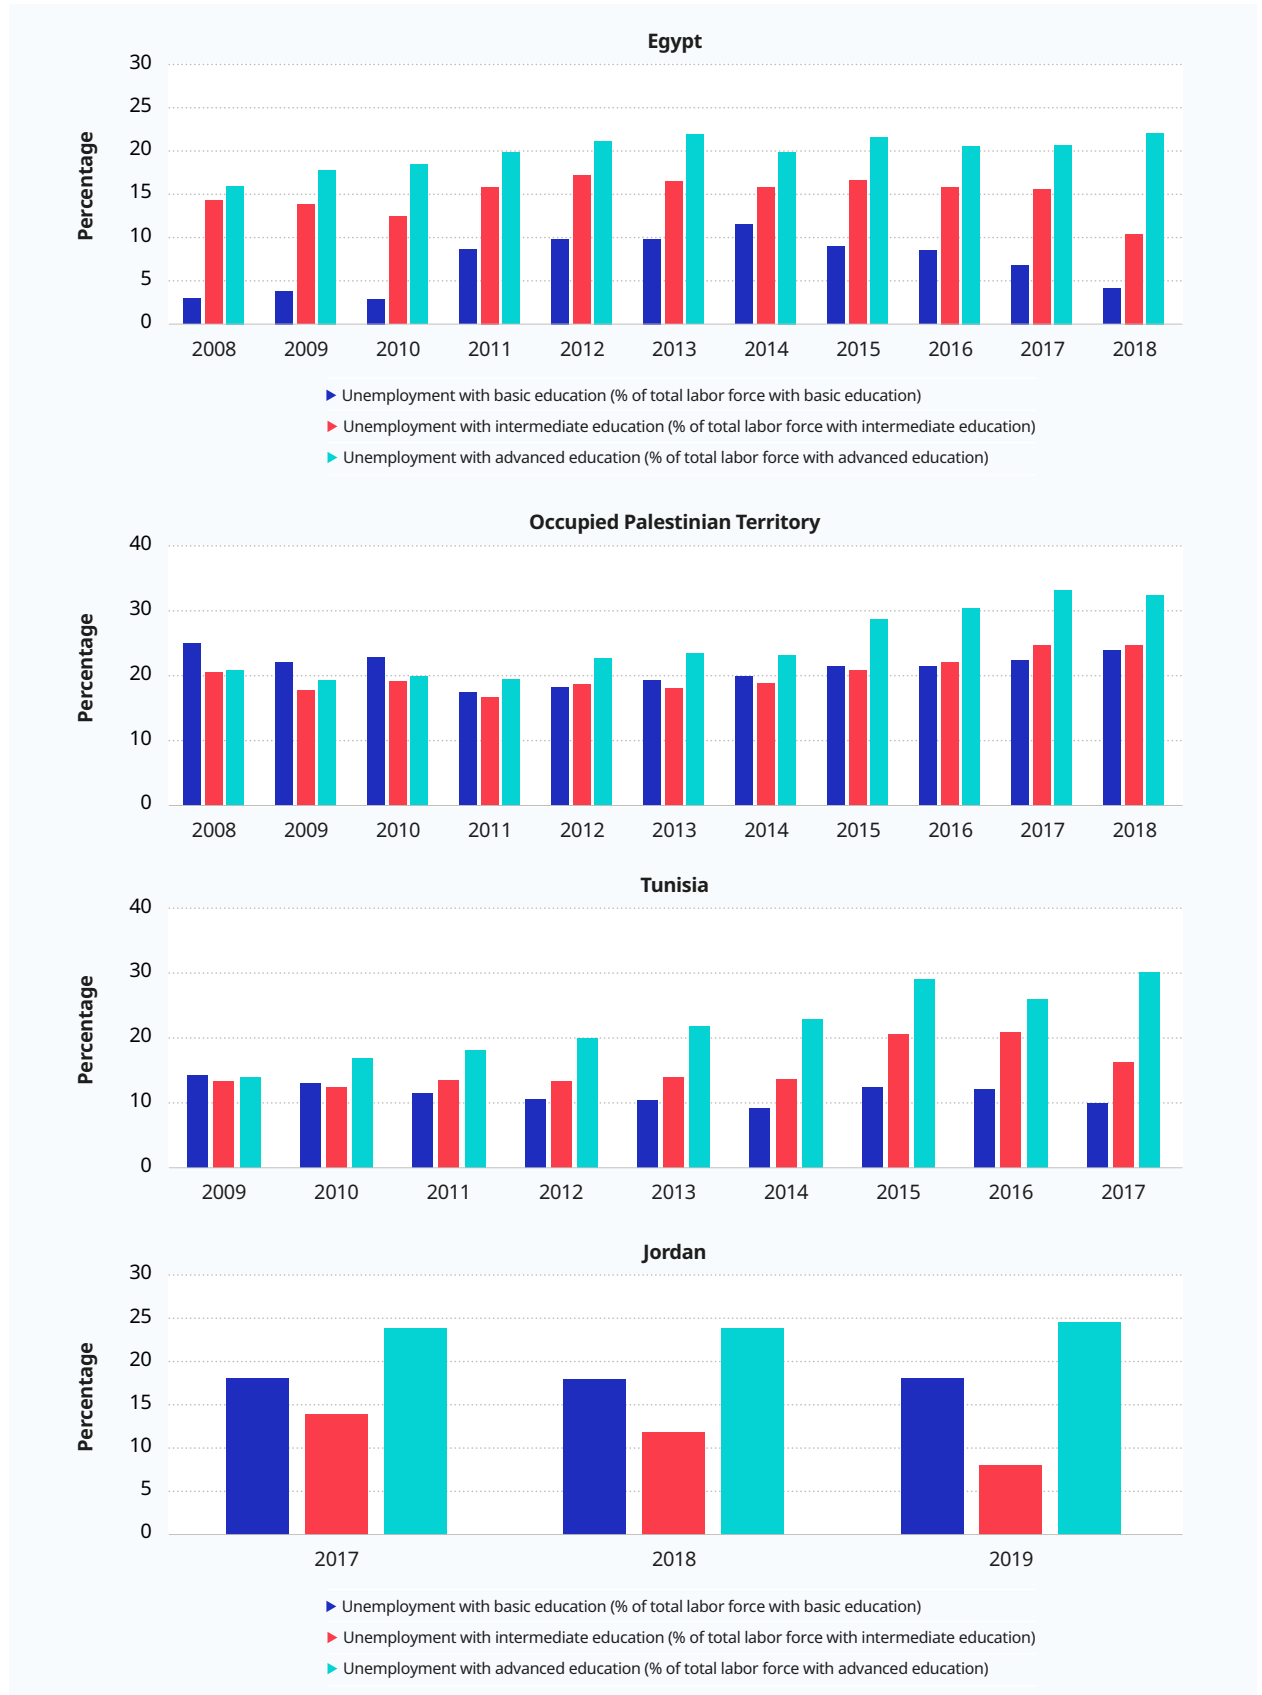 Egypt
Percentage
30
25
20
15
10
5
0
2008 2009 2010 2011 2012 2013 2014 2015 2016 2017 2018
Unemployment with basic education (% of total labor force with basic education)
Unemployment with intermediate education (% of total labor force with intermediate education)
Unemployment with advanced education (% of total labor force with advanced education)
Occupied Palestinian Territory
Percentage
40
30
20
10
0
2008 2009 2010 2011 2012 2013 2014 2015 2016 2017 2018
Tunisia
Percentage
40
30
20
10
0
2009 2010 2011 2012 2013 2014 2015 2016 2017
Jordan
Percentage
30
25
20
15
10
5
0
2017 2018 2019
Unemployment with basic education (% of total labor force with basic education)
Unemployment with intermediate education (% of total labor force with intermediate education)
Unemployment with advanced education (% of total labor force with advanced education)